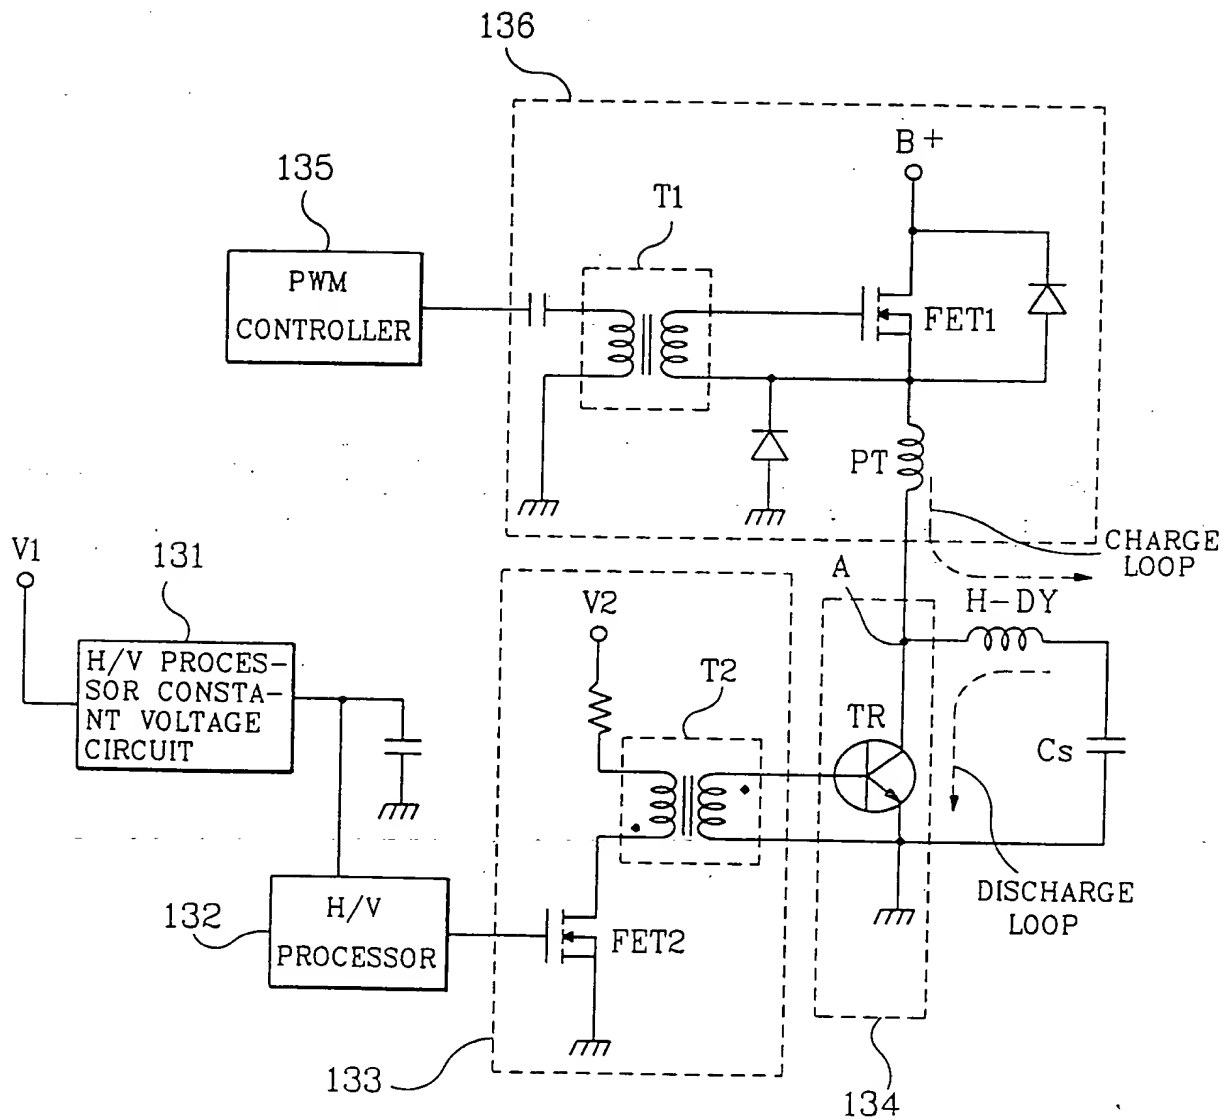 136
B+
135
T1
PWM
CONTROLLER
FET1
PT
CHARGE
LOOP
V1
131
A
V2
H-DY
H/V PROCES-
SOR CONSTA-
NT VOLTAGE
CIRCUIT
T2
TR
Cs
132
H/V
PROCESSOR
FET2
DISCHARGE
LOOP
133
134